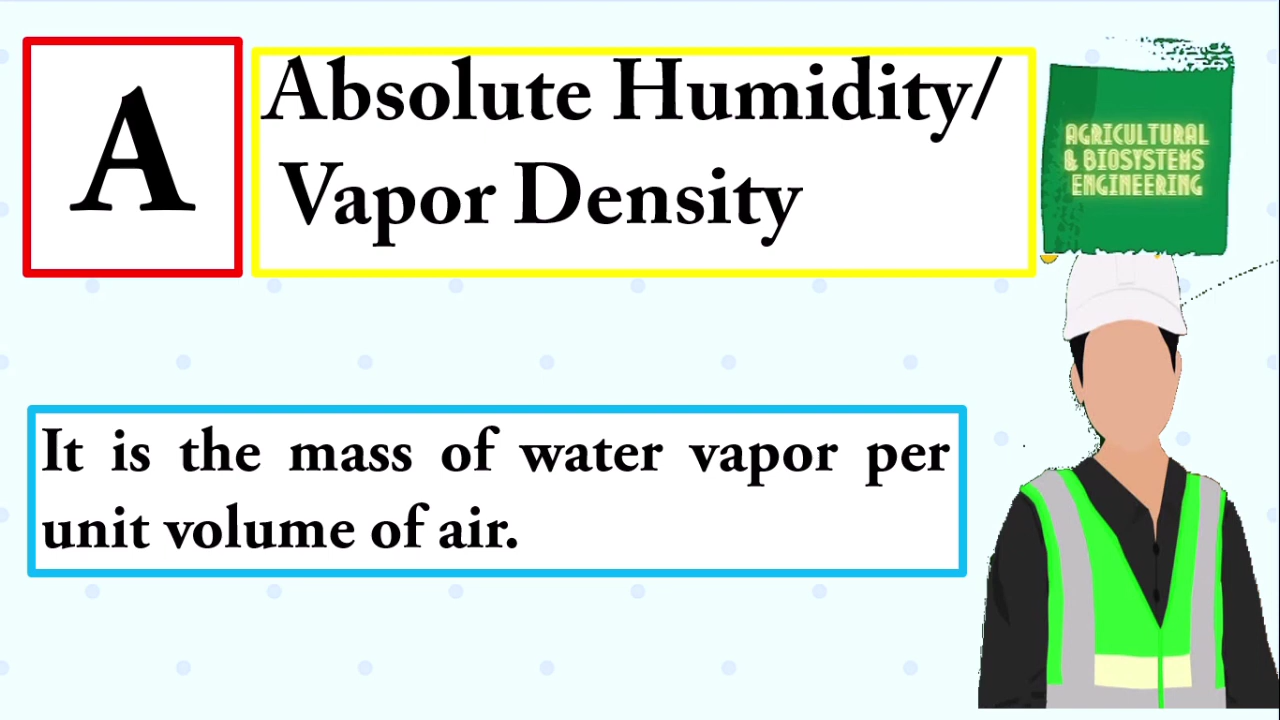 A
Absolute Humidity/
Vapor Density
AGRICULTURAL
& BIOSYSTEMS
ENGINEERING
It is the mass of water vapor per
unit volume of air.